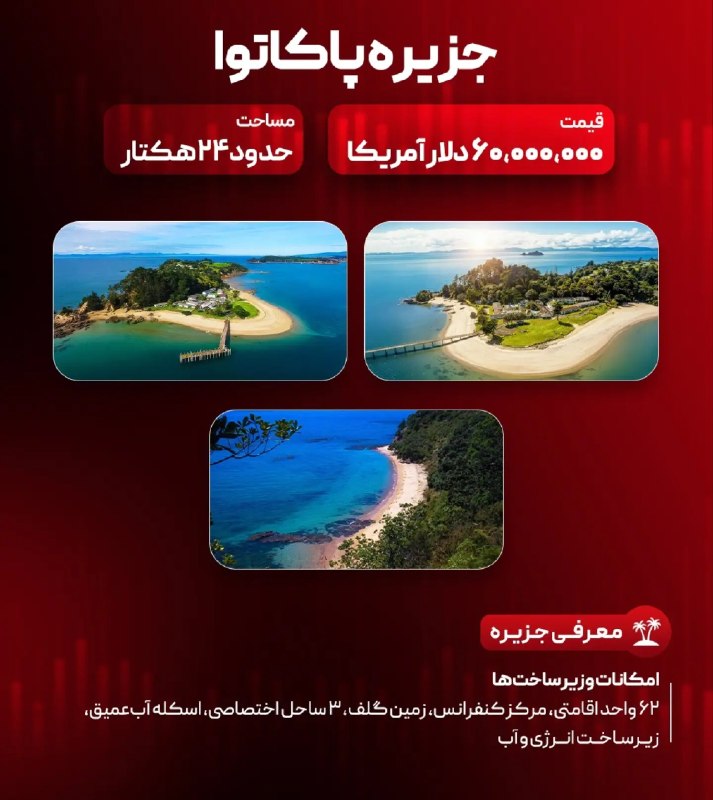 جزیره پاکاتوا
قیمت
۶۰،۰۰۰،۰۰۰ دلار آمریکا
مساحت
حدود ۲۴ هکتار
معرفی جزیره
امکانات و زیرساخت‌ها
۶۲ واحد اقامتی، مرکز کنفرانس، زمین گلف، ۳ ساحل اختصاصی، اسکله آب عمیق،
زیرساخت انرژی و آب